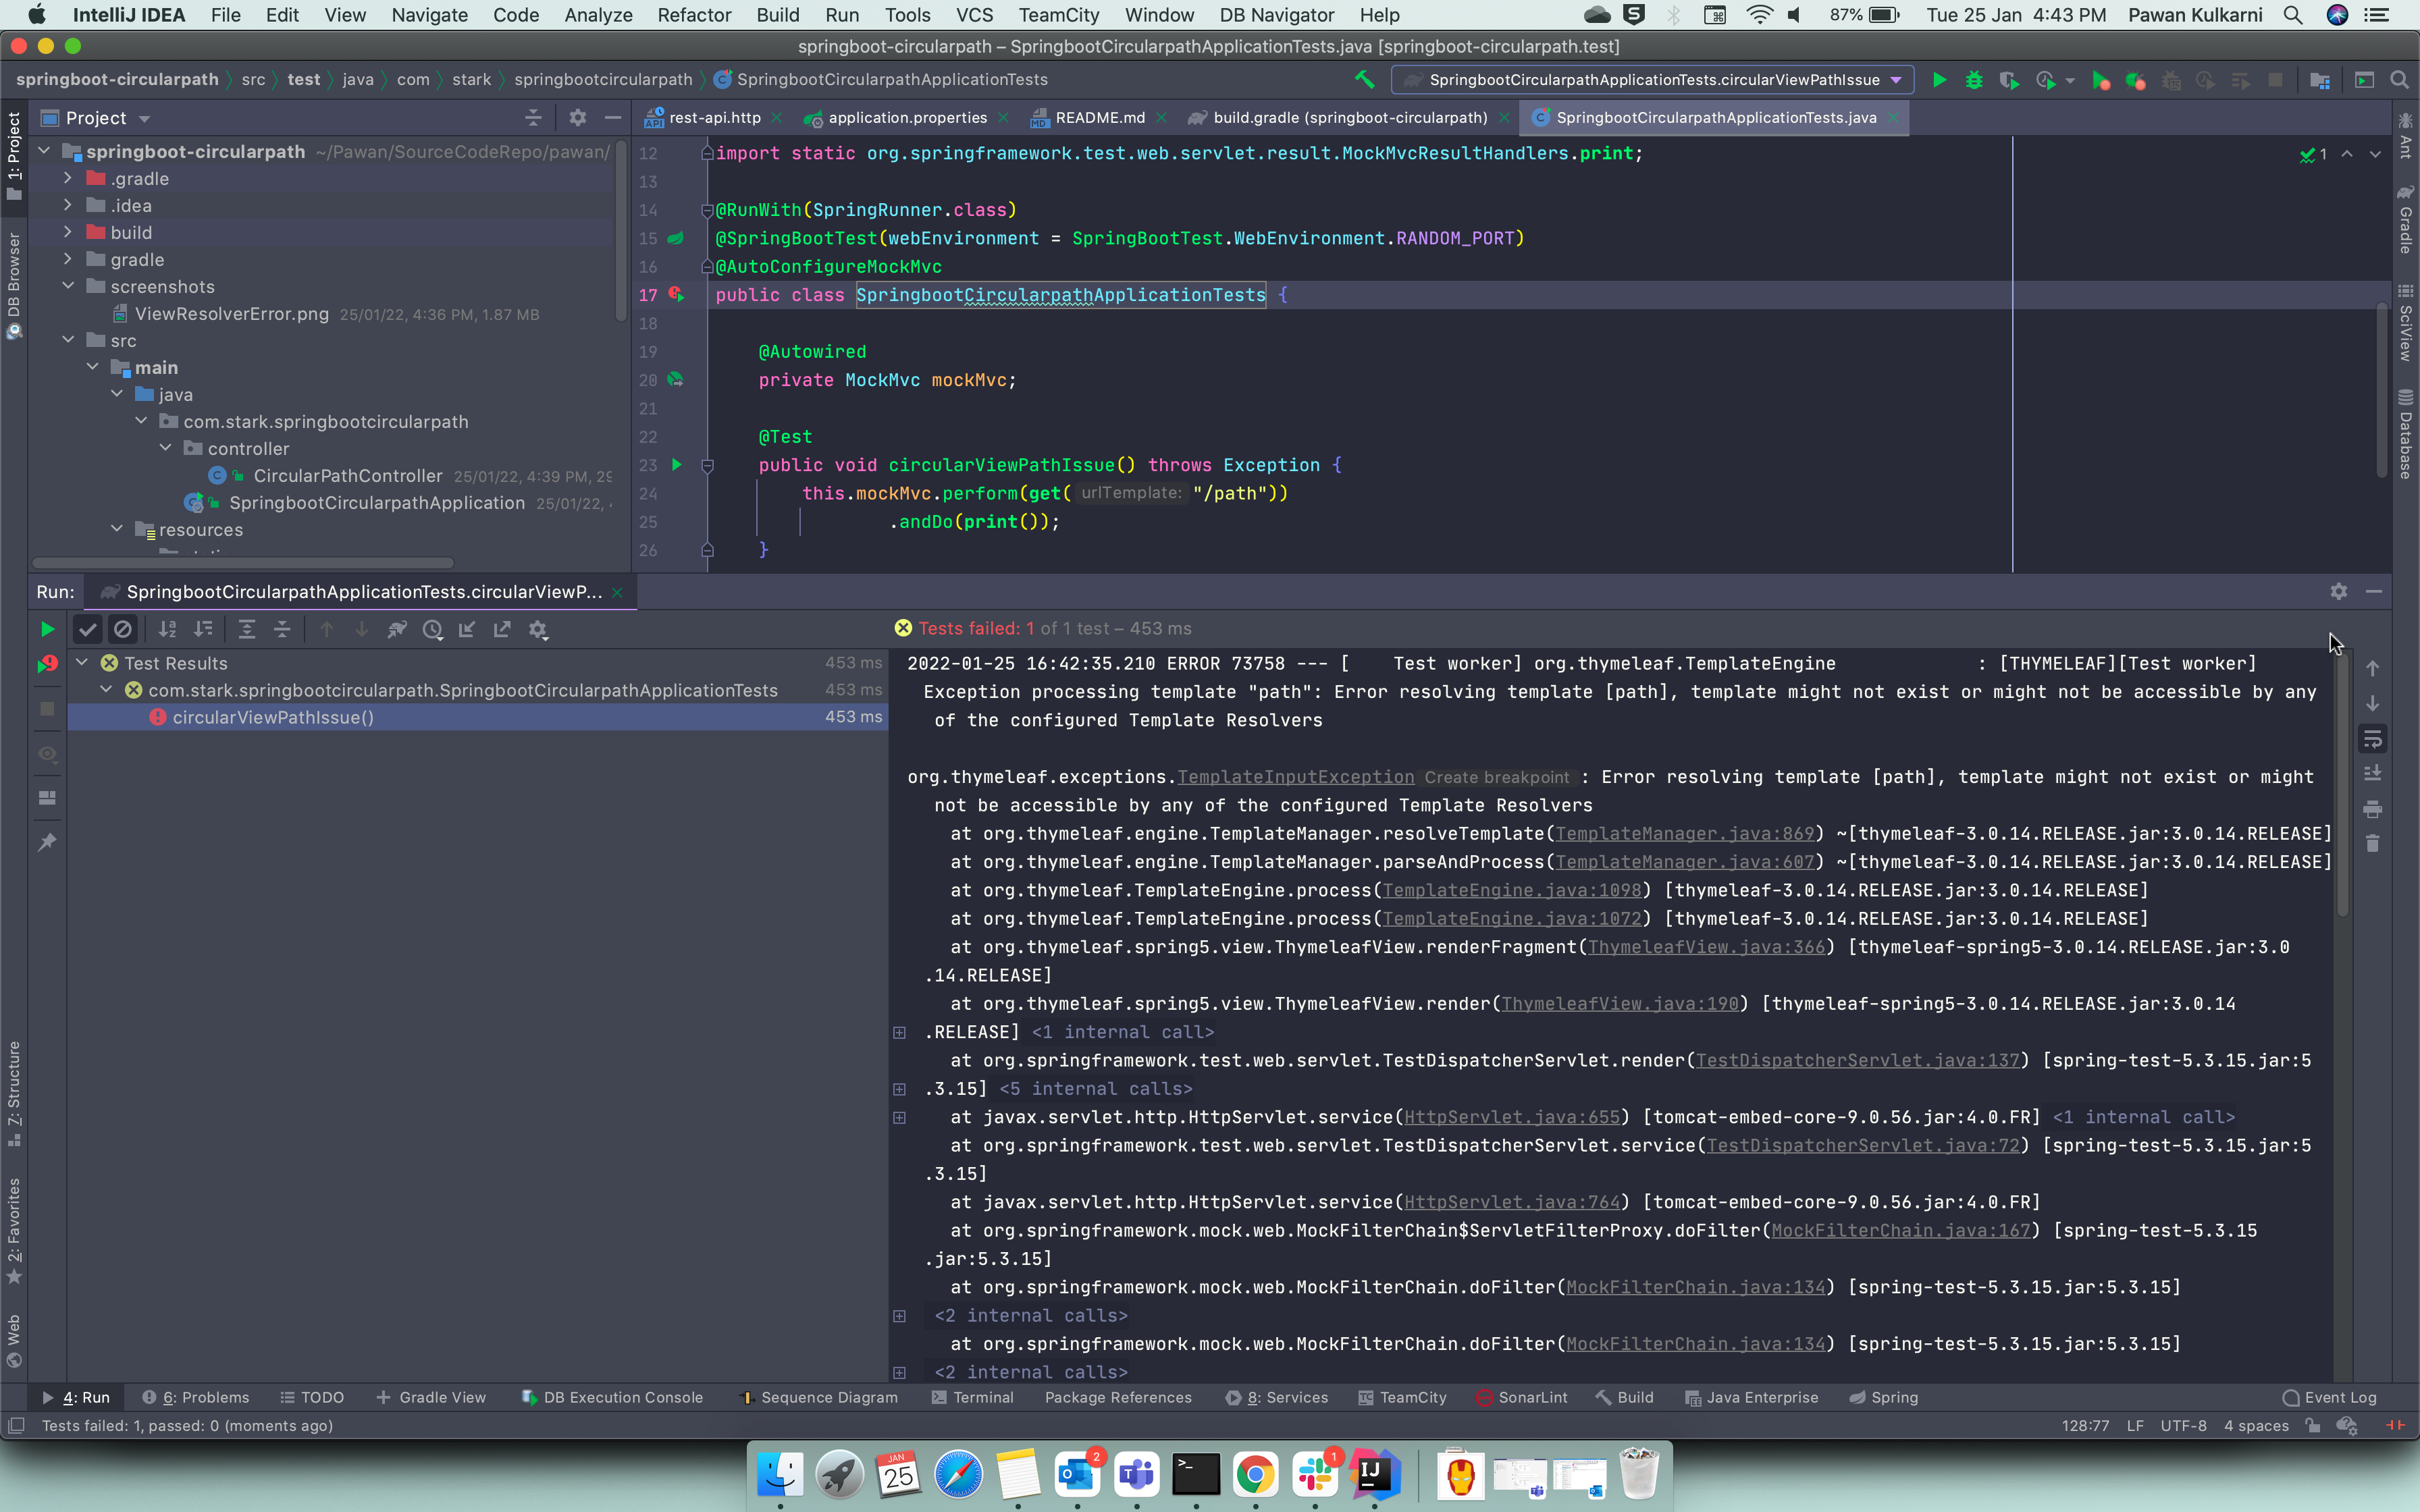 IntelliJ IDEA File Edit View Navigate Code Analyze Refactor Build Run Tools VCS TeamCity Window DB Navigator Help 87% Tue 25 Jan 4:43 PM Pawan Kulkarni
springboot-circularpath – SpringbootCircularpathApplicationTests.java [springboot-circularpath.test]
springboot-circularpath src test java com stark springbootcircularpath SpringbootCircularpathApplicationTests SpringbootCircularpathApplicationTests.circularViewPathIssue
Project
rest-api.http application.properties README.md build.gradle (springboot-circularpath) SpringbootCircularpathApplicationTests.java
springboot-circularpath ~/Pawan/SourceCodeRepo/pawan/
.gradle
.idea
build
gradle
screenshots
ViewResolverError.png 25/01/22, 4:36 PM, 1.87 MB
src
main
java
com.stark.springbootcircularpath
controller
CircularPathController 25/01/22, 4:39 PM, 29
SpringbootCircularpathApplication 25/01/22,
resources
12 import static org.springframework.test.web.servlet.result.MockMvcResultHandlers.print;
13
14 @RunWith(SpringRunner.class)
15 @SpringBootTest(webEnvironment = SpringBootTest.WebEnvironment.RANDOM_PORT)
16 @AutoConfigureMockMvc
17 public class SpringbootCircularpathApplicationTests {
18
19 @Autowired
20 private MockMvc mockMvc;
21
22 @Test
23 public void circularViewPathIssue() throws Exception {
24 this.mockMvc.perform(get( urlTemplate: "/path"))
25 .andDo(print());
26 }
1
1: Project
DB Browser
7: Structure
2: Favorites
Web
Ant
Gradle
SciView
Database
Run: SpringbootCircularpathApplicationTests.circularViewP...
Tests failed: 1 of 1 test – 453 ms
Test Results 453 ms
com.stark.springbootcircularpath.SpringbootCircularpathApplicationTests 453 ms
circularViewPathIssue() 453 ms
2022-01-25 16:42:35.210 ERROR 73758 --- [    Test worker] org.thymeleaf.TemplateEngine             : [THYMELEAF][Test worker]
Exception processing template "path": Error resolving template [path], template might not exist or might not be accessible by any
of the configured Template Resolvers
org.thymeleaf.exceptions.TemplateInputException Create breakpoint : Error resolving template [path], template might not exist or might
not be accessible by any of the configured Template Resolvers
at org.thymeleaf.engine.TemplateManager.resolveTemplate(TemplateManager.java:869) ~[thymeleaf-3.0.14.RELEASE.jar:3.0.14.RELEASE]
at org.thymeleaf.engine.TemplateManager.parseAndProcess(TemplateManager.java:607) ~[thymeleaf-3.0.14.RELEASE.jar:3.0.14.RELEASE]
at org.thymeleaf.TemplateEngine.process(TemplateEngine.java:1098) [thymeleaf-3.0.14.RELEASE.jar:3.0.14.RELEASE]
at org.thymeleaf.TemplateEngine.process(TemplateEngine.java:1072) [thymeleaf-3.0.14.RELEASE.jar:3.0.14.RELEASE]
at org.thymeleaf.spring5.view.ThymeleafView.renderFragment(ThymeleafView.java:366) [thymeleaf-spring5-3.0.14.RELEASE.jar:3.0
.14.RELEASE]
at org.thymeleaf.spring5.view.ThymeleafView.render(ThymeleafView.java:190) [thymeleaf-spring5-3.0.14.RELEASE.jar:3.0.14
.RELEASE] <1 internal call>
at org.springframework.test.web.servlet.TestDispatcherServlet.render(TestDispatcherServlet.java:137) [spring-test-5.3.15.jar:5
.3.15] <5 internal calls>
at javax.servlet.http.HttpServlet.service(HttpServlet.java:655) [tomcat-embed-core-9.0.56.jar:4.0.FR] <1 internal call>
at org.springframework.test.web.servlet.TestDispatcherServlet.service(TestDispatcherServlet.java:72) [spring-test-5.3.15.jar:5
.3.15]
at javax.servlet.http.HttpServlet.service(HttpServlet.java:764) [tomcat-embed-core-9.0.56.jar:4.0.FR]
at org.springframework.mock.web.MockFilterChain$ServletFilterProxy.doFilter(MockFilterChain.java:167) [spring-test-5.3.15
.jar:5.3.15]
at org.springframework.mock.web.MockFilterChain.doFilter(MockFilterChain.java:134) [spring-test-5.3.15.jar:5.3.15]
<2 internal calls>
at org.springframework.mock.web.MockFilterChain.doFilter(MockFilterChain.java:134) [spring-test-5.3.15.jar:5.3.15]
<2 internal calls>
4: Run 6: Problems TODO Gradle View DB Execution Console Sequence Diagram Terminal Package References 8: Services TeamCity SonarLint Build Java Enterprise Spring Event Log
Tests failed: 1, passed: 0 (moments ago) 128:77 LF UTF-8 4 spaces
JAN
25
2
1
IJ